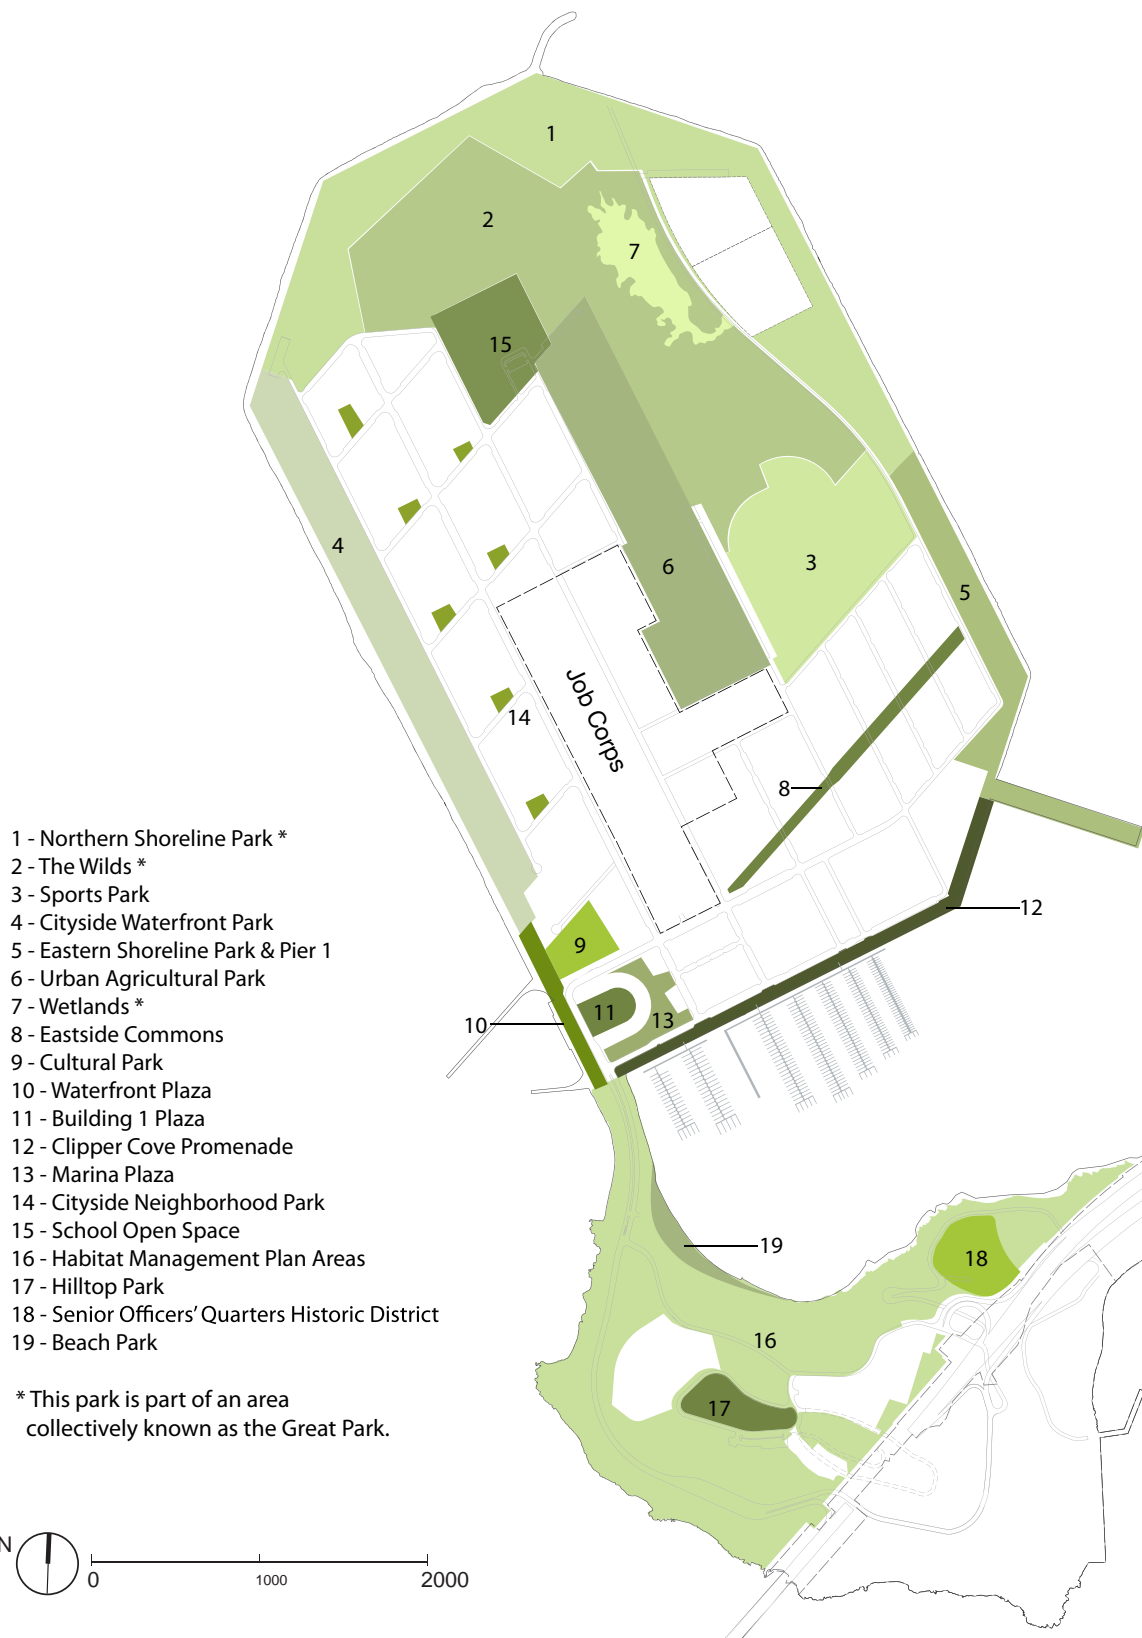 1
2
7
15
4
6
3
5
Job Corps
14
8
12
9
10
11
13
1 - Northern Shoreline Park *
2 - The Wilds *
3 - Sports Park
4 - Cityside Waterfront Park
5 - Eastern Shoreline Park & Pier 1
6 - Urban Agricultural Park
7 - Wetlands *
8 - Eastside Commons
9 - Cultural Park
10 - Waterfront Plaza
11 - Building 1 Plaza
12 - Clipper Cove Promenade
13 - Marina Plaza
14 - Cityside Neighborhood Park
15 - School Open Space
16 - Habitat Management Plan Areas
17 - Hilltop Park
18 - Senior Officers' Quarters Historic District
19 - Beach Park
* This park is part of an area
collectively known as the Great Park.
19
18
16
17
N
0 1000 2000